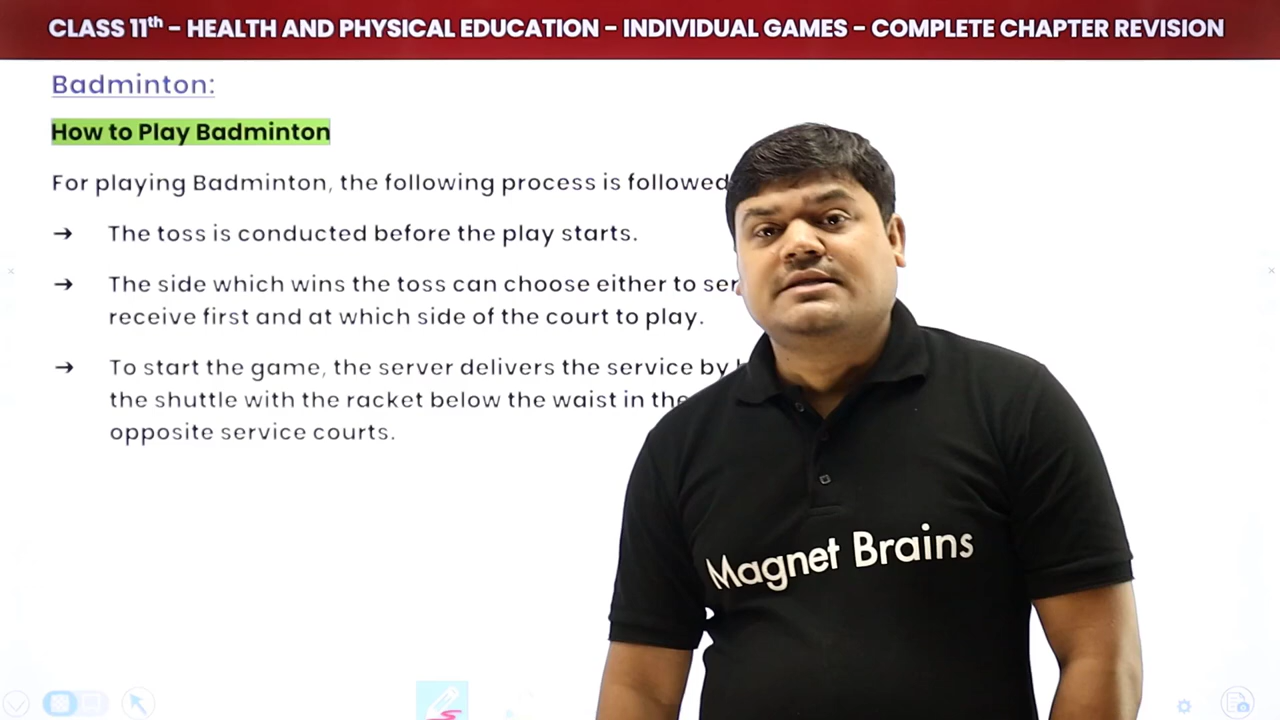 CLASS 11th - HEALTH AND PHYSICAL EDUCATION - INDIVIDUAL GAMES - COMPLETE CHAPTER REVISION
Badminton:
How to Play Badminton
For playing Badminton, the following process is followed
→ The toss is conducted before the play starts.
→ The side which wins the toss can choose either to
receive first and at which side of the court to play.
→ To start the game, the server delivers the service by
the shuttle with the racket below the waist in the
opposite service courts.
Magnet Brains